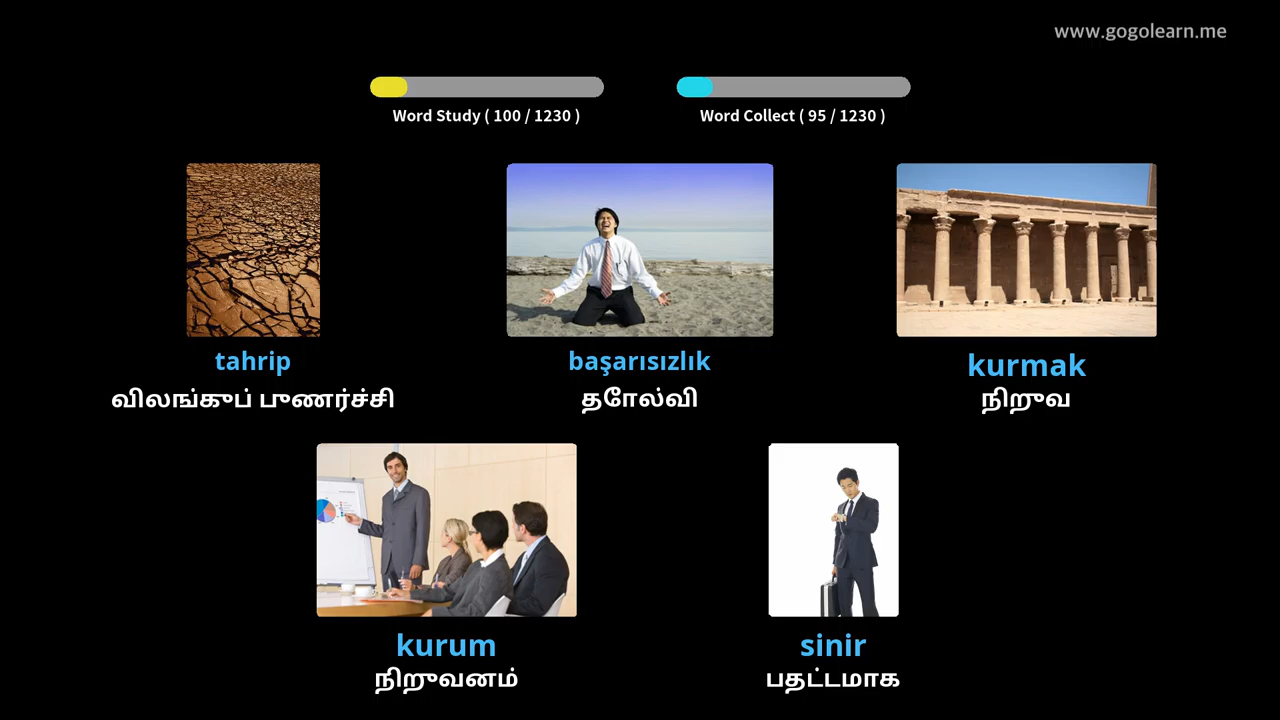 www.gogolearn.me
Word Study ( 100 / 1230 )
Word Collect ( 95 / 1230 )
tahrip
விலங்குப் புணர்ச்சி
başarısızlık
தோல்வி
kurmak
நிறுவ
kurum
நிறுவனம்
sinir
பதட்டமாக